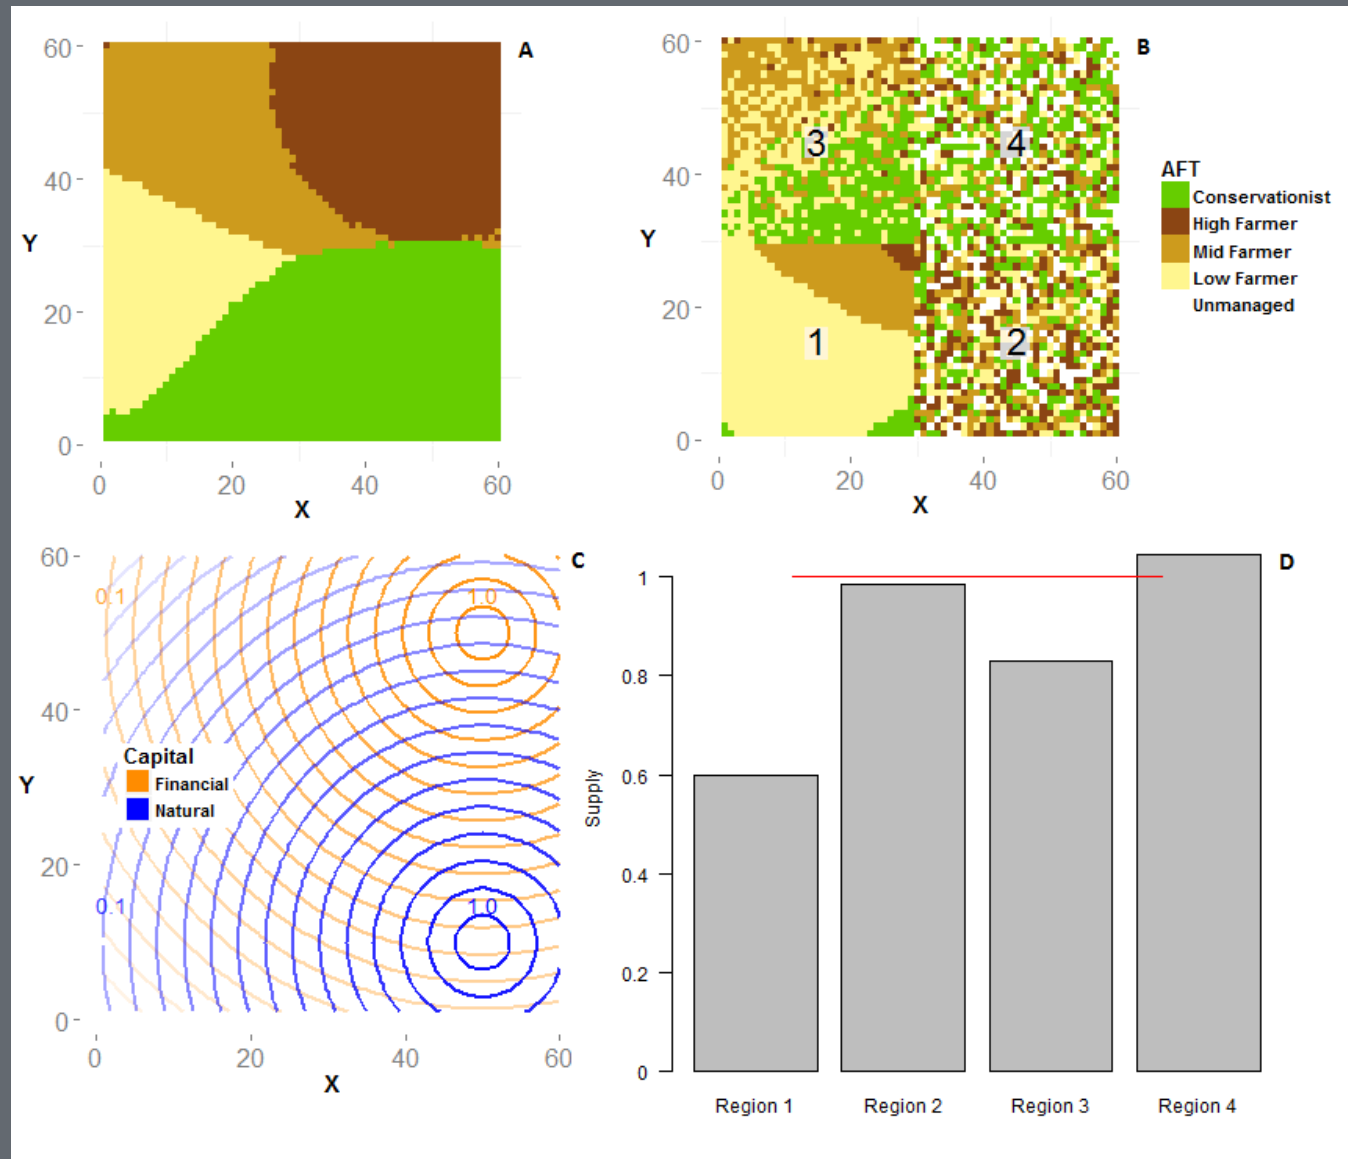 60
A
40
Y
20
0
0
20
40
60
X
60
B
3
4
40
Y
20
1
2
0
0
20
40
60
X
AFT
Conservationist
High Farmer
Mid Farmer
Low Farmer
Unmanaged
60
C
0.1
1.0
40
Capital
Financial
Natural
Y
20
0.1
1.0
0
0
20
40
60
X
D
1
0.8
0.6
Supply
0.4
0.2
0
Region 1
Region 2
Region 3
Region 4